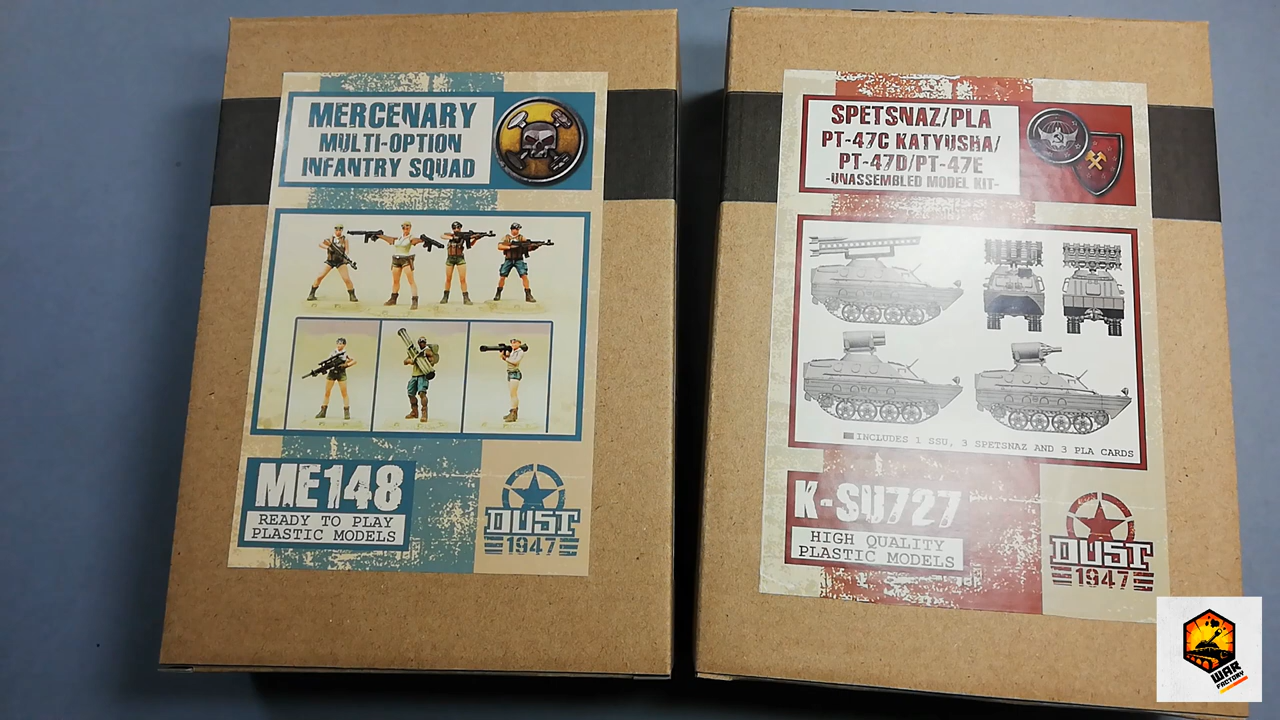 MERCENARY
MULTI-OPTION
INFANTRY SQUAD
ME148
READY TO PLAY
PLASTIC MODELS
DUST
1947
SPETSNAZ/PLA
PT-47C KATYUSHA/
PT-47D/PT-47E
-UNASSEMBLED MODEL KIT-
INCLUDES 1 SSU, 3 SPETSNAZ AND 3 PLA CARDS
K-SU727
HIGH QUALITY
PLASTIC MODELS
DUST
1947
WAR
FACTORY